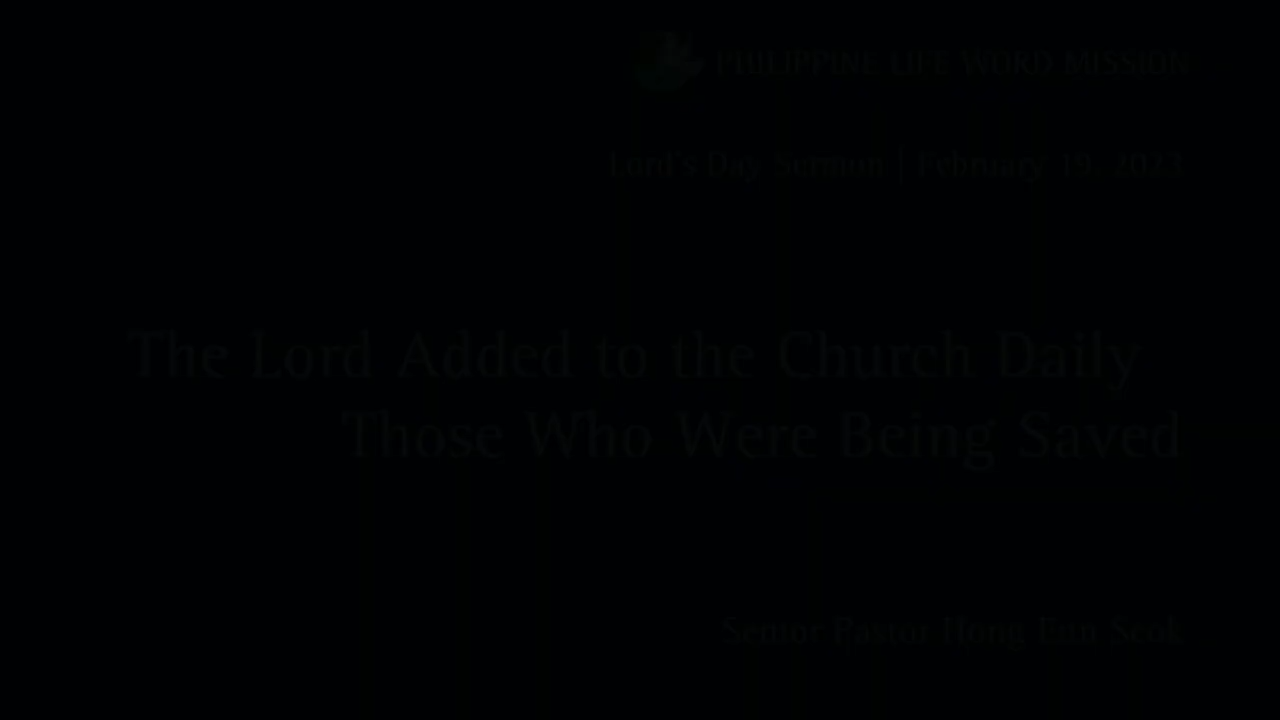 PHILIPPINE LIFE WORD MISSION
Lord's Day Sermon | February 19, 2023
The Lord Added to the Church Daily
Those Who Were Being Saved
Senior Pastor Hong Eun Seok